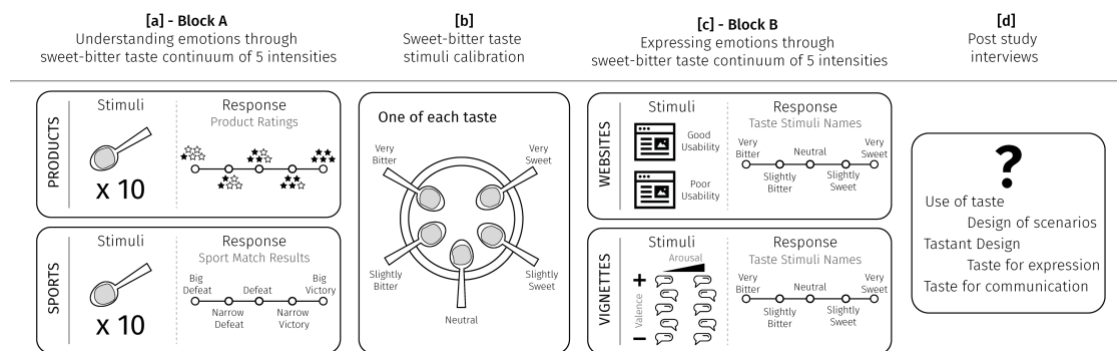 [a] - Block A
Understanding emotions through
sweet-bitter taste continuum of 5 intensities
[b]
Sweet-bitter taste
stimuli calibration
[c] - Block B
Expressing emotions through
sweet-bitter taste continuum of 5 intensities
[d]
Post study
interviews
PRODUCTS
Stimuli
x 10
Response
Product Ratings
SPORTS
Stimuli
x 10
Response
Sport Match Results
Big
Defeat
Defeat
Big
Victory
Narrow
Defeat
Narrow
Victory
One of each taste
Very
Bitter
Very
Sweet
Slightly
Bitter
Slightly
Sweet
Neutral
WEBSITES
Stimuli
Good
Usability
Poor
Usability
Response
Taste Stimuli Names
Very
Bitter
Neutral
Very
Sweet
Slightly
Bitter
Slightly
Sweet
VIGNETTES
Stimuli
Arousal
+
Valence
−
Response
Taste Stimuli Names
Very
Bitter
Neutral
Very
Sweet
Slightly
Bitter
Slightly
Sweet
?
Use of taste
Design of scenarios
Tastant Design
Taste for expression
Taste for communication